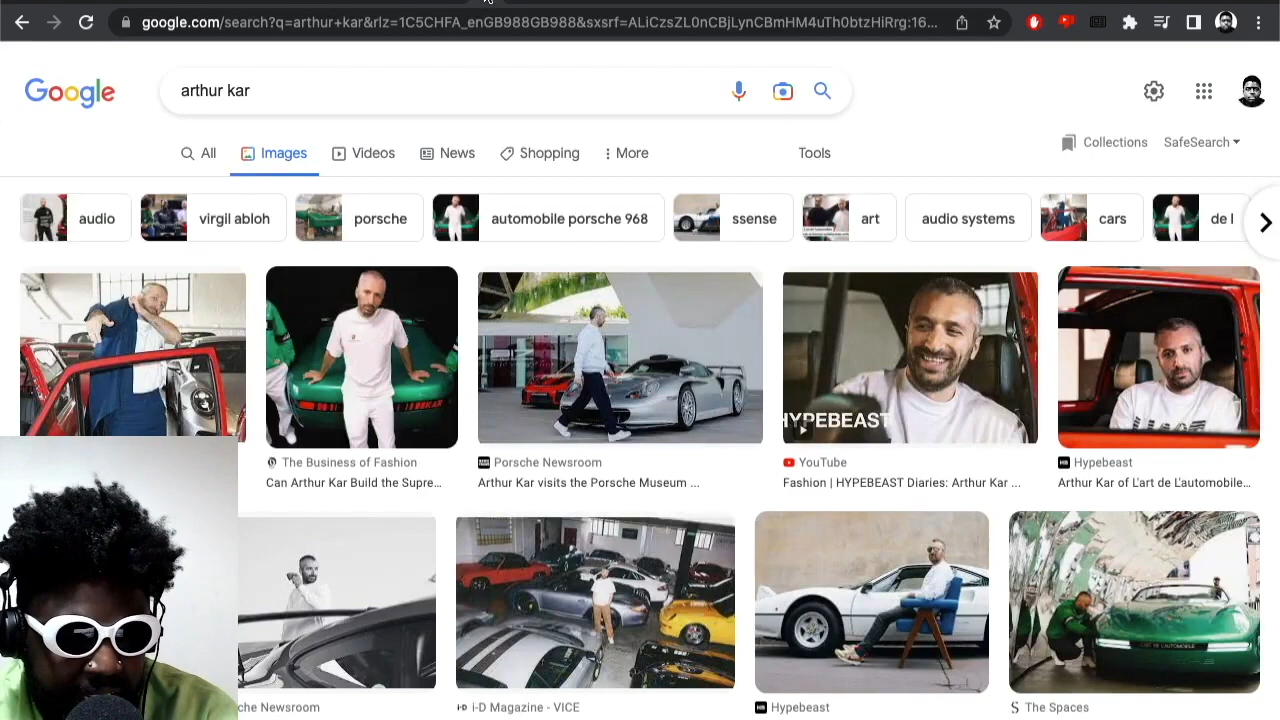 google.com/search?q=arthur+kar&rlz=1C5CHFA_enGB988GB988&sxsrf=ALiCzsZL0nCBjLynCBmHM4uTh0btzHiRrg:16...
Google
arthur kar
All
Images
Videos
News
Shopping
More
Tools
Collections
SafeSearch
audio
virgil abloh
porsche
automobile porsche 968
ssense
art
audio systems
cars
de l
HYPEBEAST
The Business of Fashion
Can Arthur Kar Build the Supre...
Porsche Newsroom
Arthur Kar visits the Porsche Museum ...
YouTube
Fashion | HYPEBEAST Diaries: Arthur Kar ...
Hypebeast
Arthur Kar of L'art de L'automobile...
che Newsroom
i-D Magazine - VICE
Hypebeast
The Spaces